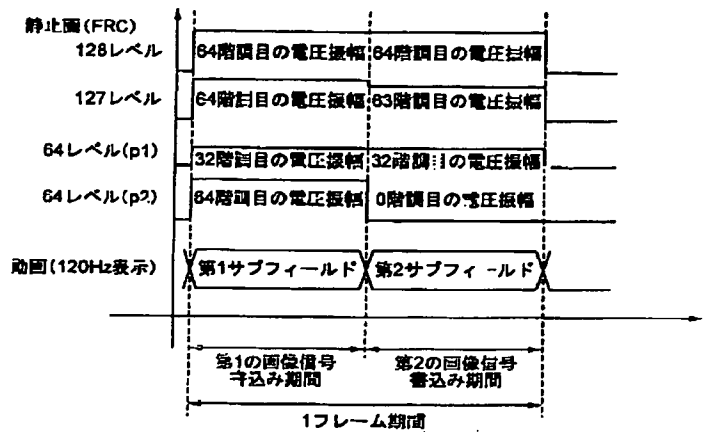 静止画(FRC)
128レベル 64階調目の電圧振幅 64階調目の電圧振幅
127レベル 64階調目の電圧振幅 63階調目の電圧振幅
64レベル(p1) 32階調目の電圧振幅 32階調目の電圧振幅
64レベル(p2) 64階調目の電圧振幅 0階調目の電圧振幅
動画(120Hz表示) 第1サブフィールド 第2サブフィールド
第1の画像信号 第2の画像信号
書込み期間 書込み期間
1フレーム期間